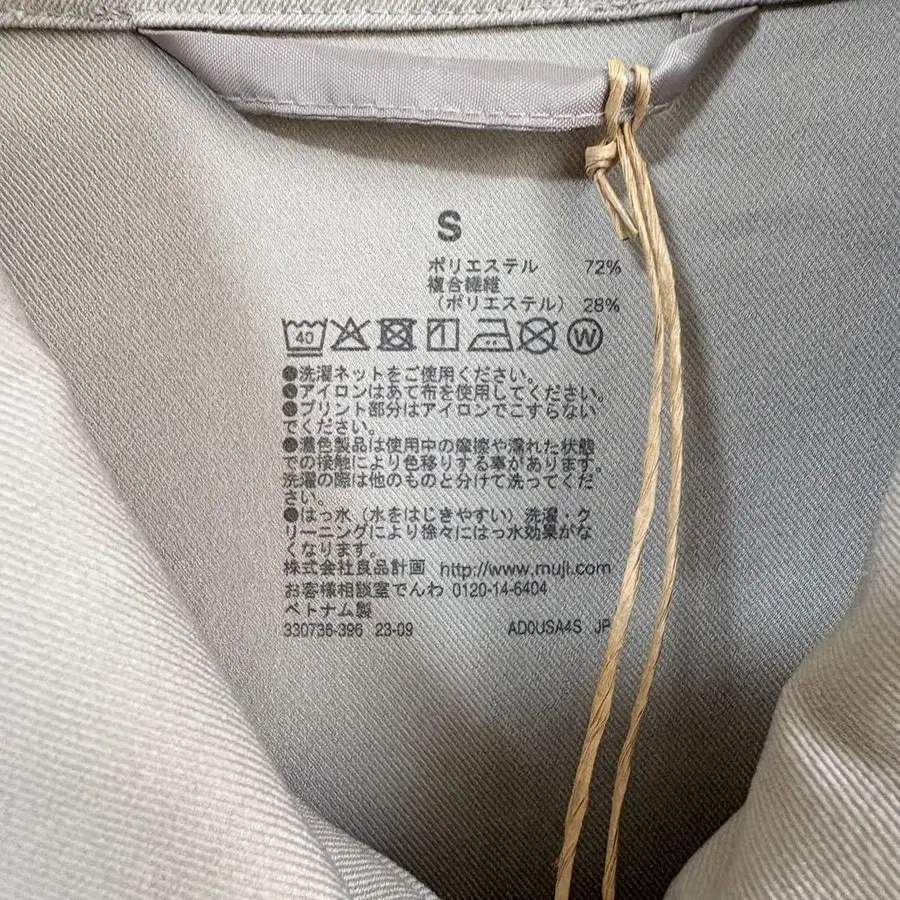 S
ポリエステル 72%
複合繊維
（ポリエステル） 28%
40 W
●洗濯ネットをご使用ください。
●アイロンはあて布を使用してください。
●プリント部分はアイロンでこすらない
でください。
●濃色製品は使用中の摩擦や濡れた状態
での接触により色移りする事があります。
洗濯の際は他のものと分けて洗ってくだ
さい。
●はっ水（水をはじきやすい）洗濯・ク
リーニングにより徐々にはっ水効果がな
くなります。
株式会社良品計画 http://www.muji.com
お客様相談室でんわ 0120-14-6404
ベトナム製
330736-396 23-09 AD0USA4S JP